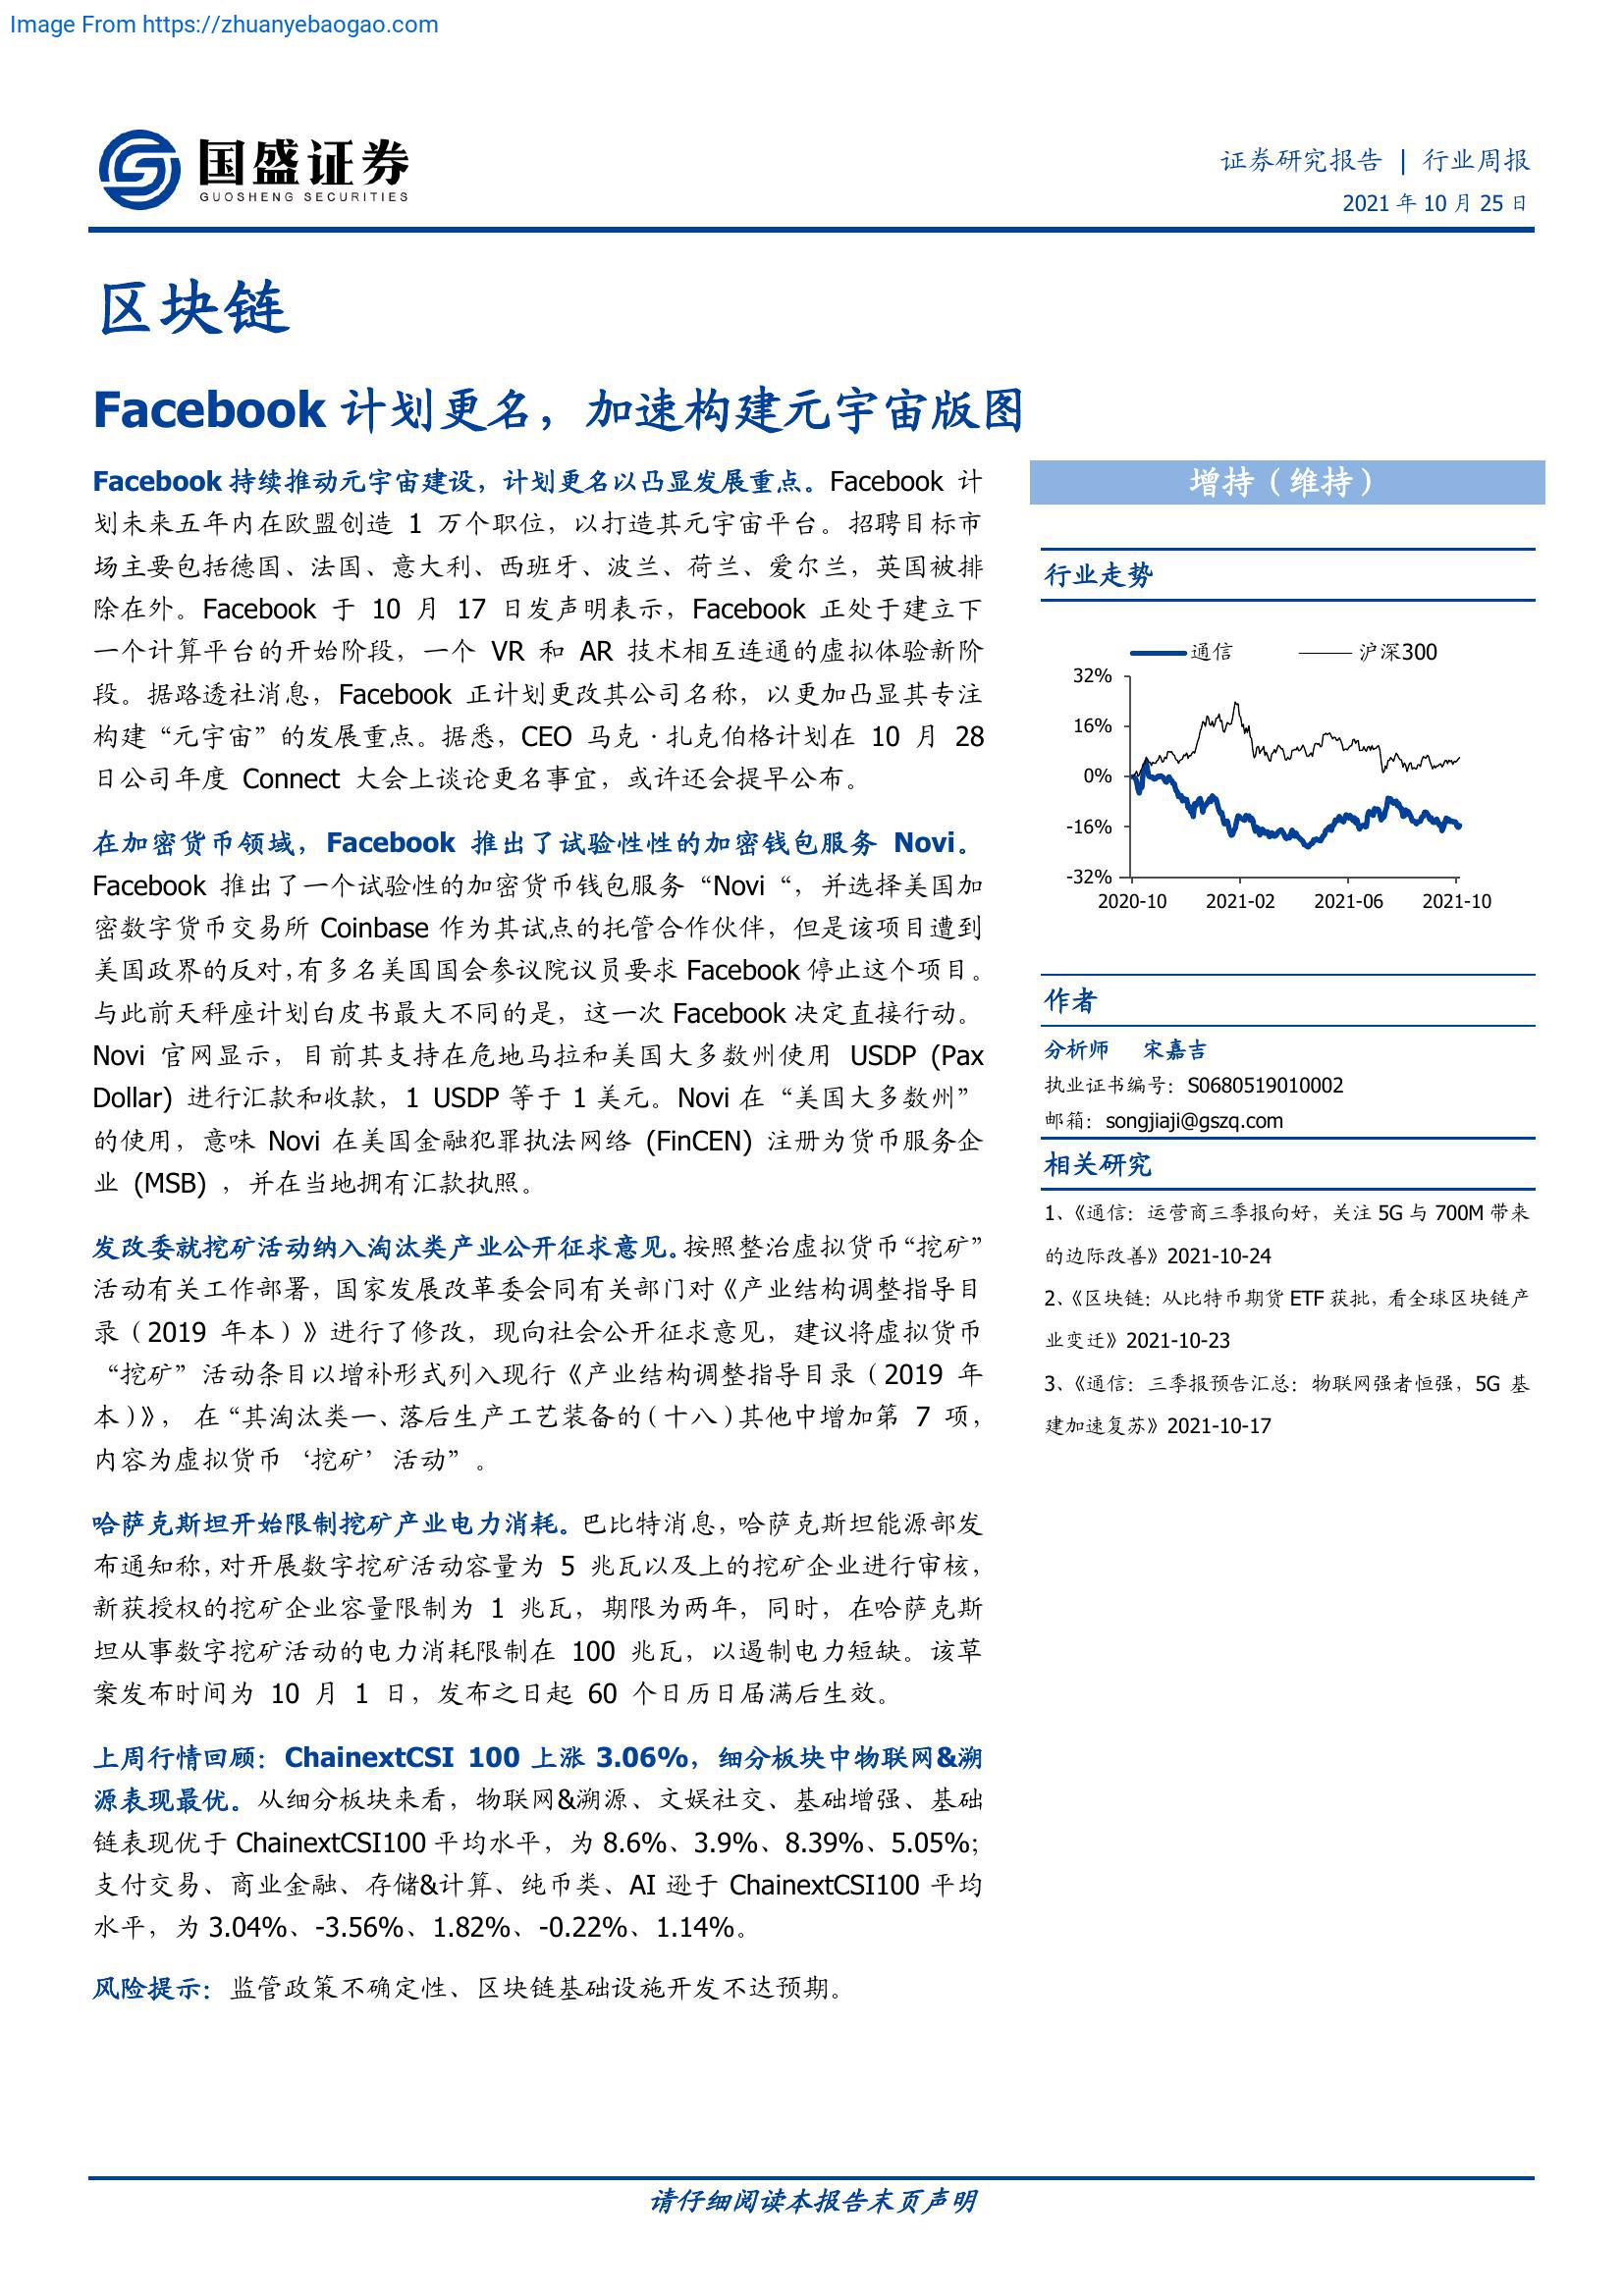 Image From https://zhuanyebaogao.com
国盛证券
GUOSHENG SECURITIES
证券研究报告 | 行业周报
2021 年 10 月 25 日
区块链
Facebook 计划更名，加速构建元宇宙版图
Facebook 持续推动元宇宙建设，计划更名以凸显发展重点。Facebook 计
划未来五年内在欧盟创造 1 万个职位，以打造其元宇宙平台。招聘目标市
场主要包括德国、法国、意大利、西班牙、波兰、荷兰、爱尔兰，英国被排
除在外。Facebook 于 10 月 17 日发声明表示，Facebook 正处于建立下
一个计算平台的开始阶段，一个 VR 和 AR 技术相互连通的虚拟体验新阶
段。据路透社消息，Facebook 正计划更改其公司名称，以更加凸显其专注
构建“元宇宙”的发展重点。据悉，CEO 马克·扎克伯格计划在 10 月 28
日公司年度 Connect 大会上谈论更名事宜，或许还会提早公布。
在加密货币领域，Facebook 推出了试验性性的加密钱包服务 Novi。
Facebook 推出了一个试验性的加密货币钱包服务“Novi“，并选择美国加
密数字货币交易所 Coinbase 作为其试点的托管合作伙伴，但是该项目遭到
美国政界的反对，有多名美国国会参议院议员要求 Facebook 停止这个项目。
与此前天秤座计划白皮书最大不同的是，这一次 Facebook 决定直接行动。
Novi 官网显示，目前其支持在危地马拉和美国大多数州使用 USDP (Pax
Dollar) 进行汇款和收款，1 USDP 等于 1 美元。Novi 在“美国大多数州”
的使用，意味 Novi 在美国金融犯罪执法网络 (FinCEN) 注册为货币服务企
业 (MSB) ，并在当地拥有汇款执照。
发改委就挖矿活动纳入淘汰类产业公开征求意见。按照整治虚拟货币“挖矿”
活动有关工作部署，国家发展改革委会同有关部门对《产业结构调整指导目
录（2019 年本）》进行了修改，现向社会公开征求意见，建议将虚拟货币
“挖矿”活动条目以增补形式列入现行《产业结构调整指导目录（2019 年
本）》，在“其淘汰类一、落后生产工艺装备的（十八）其他中增加第 7 项，
内容为虚拟货币‘挖矿’活动”。
哈萨克斯坦开始限制挖矿产业电力消耗。巴比特消息，哈萨克斯坦能源部发
布通知称，对开展数字挖矿活动容量为 5 兆瓦以及上的挖矿企业进行审核，
新获授权的挖矿企业容量限制为 1 兆瓦，期限为两年，同时，在哈萨克斯
坦从事数字挖矿活动的电力消耗限制在 100 兆瓦，以遏制电力短缺。该草
案发布时间为 10 月 1 日，发布之日起 60 个日历日届满后生效。
上周行情回顾：ChainextCSI 100 上涨 3.06%，细分板块中物联网&溯
源表现最优。从细分板块来看，物联网&溯源、文娱社交、基础增强、基础
链表现优于 ChainextCSI100 平均水平，为 8.6%、3.9%、8.39%、5.05%；
支付交易、商业金融、存储&计算、纯币类、AI 逊于 ChainextCSI100 平均
水平，为 3.04%、-3.56%、1.82%、-0.22%、1.14%。
风险提示：监管政策不确定性、区块链基础设施开发不达预期。
增持（维持）
行业走势
通信 沪深300
32%
16%
0%
-16%
-32%
2020-10 2021-02 2021-06 2021-10
作者
分析师 宋嘉吉
执业证书编号：S0680519010002
邮箱：songjiaji@gszq.com
相关研究
1、《通信：运营商三季报向好，关注 5G 与 700M 带来
的边际改善》2021-10-24
2、《区块链：从比特币期货 ETF 获批，看全球区块链产
业变迁》2021-10-23
3、《通信：三季报预告汇总：物联网强者恒强，5G 基
建加速复苏》2021-10-17
请仔细阅读本报告末页声明